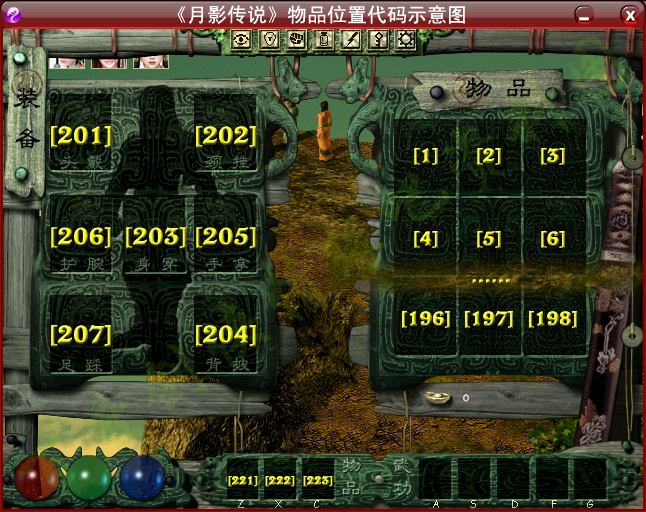 《月影传说》物品位置代码示意图
装备
物品
[201] [202]
头戴 颈挂
[1] [2] [3]
[206] [203] [205]
护腕 身穿 手拿
[4] [5] [6]
······
[207] [204]
足踩 背披
[196] [197] [198]
0
[221] [222] [223]
物品
武功
Z X C
A S D F G